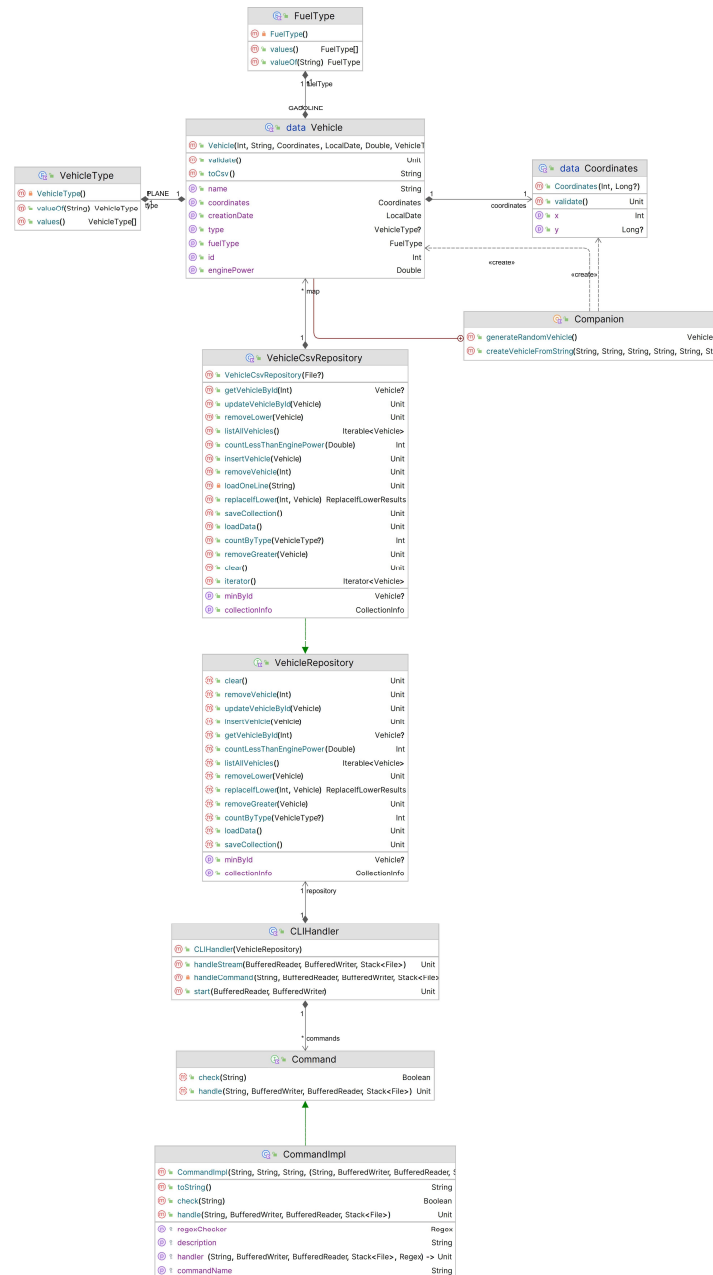 FuelType
FuelType()
values() FuelType[]
valueOf(String) FuelType
1 1 fuelType
GASOLINE
data Vehicle
Vehicle(Int, String, Coordinates, LocalDate, Double, VehicleT
validate() Unit
toCsv() String
name String
coordinates Coordinates
creationDate LocalDate
type VehicleType?
fuelType FuelType
id Int
enginePower Double
VehicleType
VehicleType()
valueOf(String) VehicleType
values() VehicleType[]
PLANE 1
type
data Coordinates
Coordinates(Int, Long?)
validate() Unit
x Int
y Long?
1 1
coordinates
«create»
«create»
Companion
generateRandomVehicle() Vehicle
createVehicleFromString(String, String, String, String, String, St
* map
1
VehicleCsvRepository
VehicleCsvRepository(File?)
getVehicleById(Int) Vehicle?
updateVehicleById(Vehicle) Unit
removeLower(Vehicle) Unit
listAllVehicles() Iterable<Vehicle>
countLessThanEnginePower(Double) Int
insertVehicle(Vehicle) Unit
removeVehicle(Int) Unit
loadOneLine(String) Unit
replaceIfLower(Int, Vehicle) ReplaceIfLowerResults
saveCollection() Unit
loadData() Unit
countByType(VehicleType?) Int
removeGreater(Vehicle) Unit
clear() Unit
iterator() Iterator<Vehicle>
minById Vehicle?
collectionInfo CollectionInfo
VehicleRepository
clear() Unit
removeVehicle(Int) Unit
updateVehicleById(Vehicle) Unit
insertVehicle(Vehicle) Unit
getVehicleById(Int) Vehicle?
countLessThanEnginePower(Double) Int
listAllVehicles() Iterable<Vehicle>
removeLower(Vehicle) Unit
replaceIfLower(Int, Vehicle) ReplaceIfLowerResults
removeGreater(Vehicle) Unit
countByType(VehicleType?) Int
loadData() Unit
saveCollection() Unit
minById Vehicle?
collectionInfo CollectionInfo
1 repository
1
CLIHandler
CLIHandler(VehicleRepository)
handleStream(BufferedReader, BufferedWriter, Stack<File>) Unit
handleCommand(String, BufferedReader, BufferedWriter, Stack<File>
start(BufferedReader, BufferedWriter) Unit
1
* commands
Command
check(String) Boolean
handle(String, BufferedWriter, BufferedReader, Stack<File>) Unit
CommandImpl
CommandImpl(String, String, String, (String, BufferedWriter, BufferedReader, S
toString() String
check(String) Boolean
handle(String, BufferedWriter, BufferedReader, Stack<File>) Unit
regexChecker Regex
description String
handler (String, BufferedWriter, BufferedReader, Stack<File>, Regex) -> Unit
commandName String